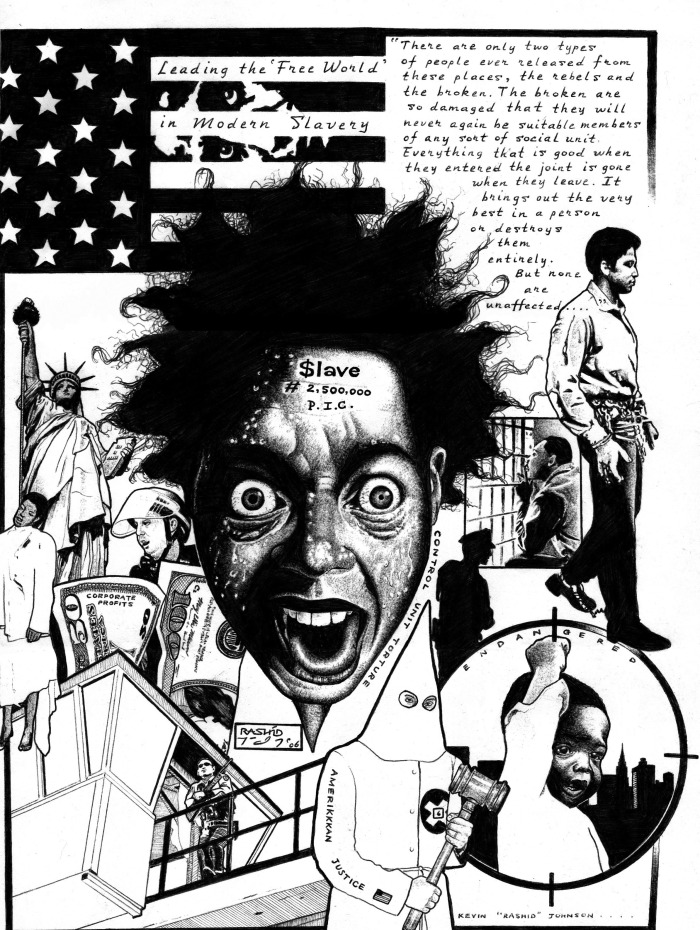 Leading the 'Free World'
in Modern Slavery
"There are only two types
of people ever released from
these places, the rebels and
the broken. The broken are
so damaged that they will
never again be suitable members
of any sort of social unit.
Everything that is good when
they entered the joint is gone
when they leave. It
brings out the very
best in a person
or destroys
them
entirely.
But none
are
unaffected....
$lave
# 2,500,000
P.I.C.
CONTROL UNIT TORTURE
CORPORATE
PROFITS
100
ENDANGERED
RASHID
'06
AMERIKKKAN
JUSTICE
KEVIN "RASHID" JOHNSON ....